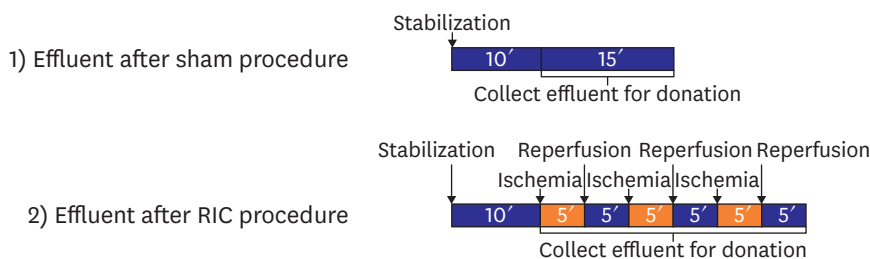 Stabilization
1) Effluent after sham procedure
10′ 15′
Collect effluent for donation
Stabilization Reperfusion Reperfusion Reperfusion
Ischemia Ischemia Ischemia
2) Effluent after RIC procedure
10′ 5′ 5′ 5′ 5′ 5′ 5′
Collect effluent for donation